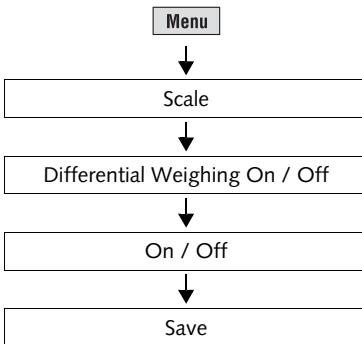 Menu
Scale
Differential Weighing On / Off
On / Off
Save